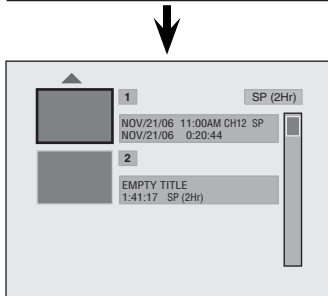 1
SP (2Hr)
NOV/21/06 11:00AM CH12 SP
NOV/21/06 0:20:44
2
EMPTY TITLE
1:41:17 SP (2Hr)